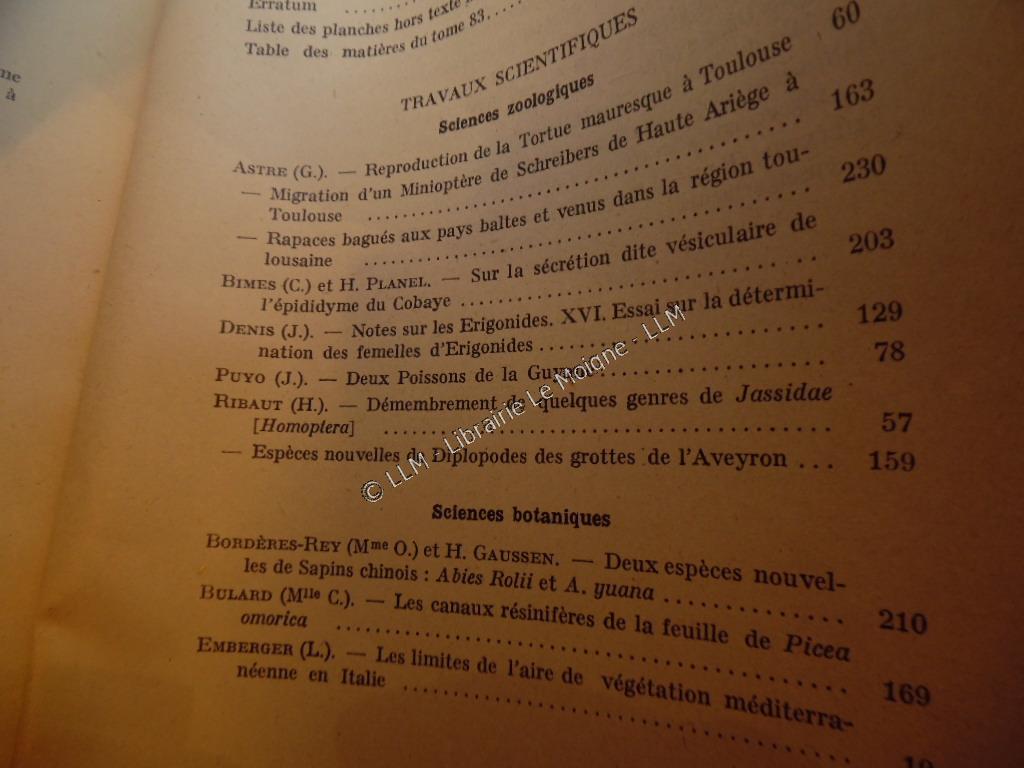 Erratum
Liste des planches hors texte
Table des matières du tome 83....
TRAVAUX SCIENTIFIQUES
Sciences zoologiques
ASTRE (G.). — Reproduction de la Tortue mauresque à Toulouse 60
— Migration d'un Minioptère de Schreibers de Haute Ariège à
Toulouse .......... 163
— Rapaces bagués aux pays baltes et venus dans la région tou-
lousaine .......... 230
BIMES (C.) et H. PLANEL. — Sur la sécrétion dite vésiculaire de
l'épididyme du Cobaye .......... 203
DENIS (J.). — Notes sur les Erigonides. XVI. Essai sur la détermi-
nation des femelles d'Erigonides .......... 129
PUYO (J.). — Deux Poissons de la Guyane .......... 78
RIBAUT (H.). — Démembrement de quelques genres de Jassidae
[Homoptera] .......... 57
— Espèces nouvelles de Diplopodes des grottes de l'Aveyron ... 159
Sciences botaniques
BORDÈRES-REY (Mme O.) et H. GAUSSEN. — Deux espèces nouvel-
les de Sapins chinois : Abies Rolii et A. yuana .......... 210
BULARD (Mlle C.). — Les canaux résinifères de la feuille de Picea
omorica .......... 169
EMBERGER (L.). — Les limites de l'aire de végétation méditerra-
néenne en Italie ..........
© LLM - Librairie Le Moigne - LLM